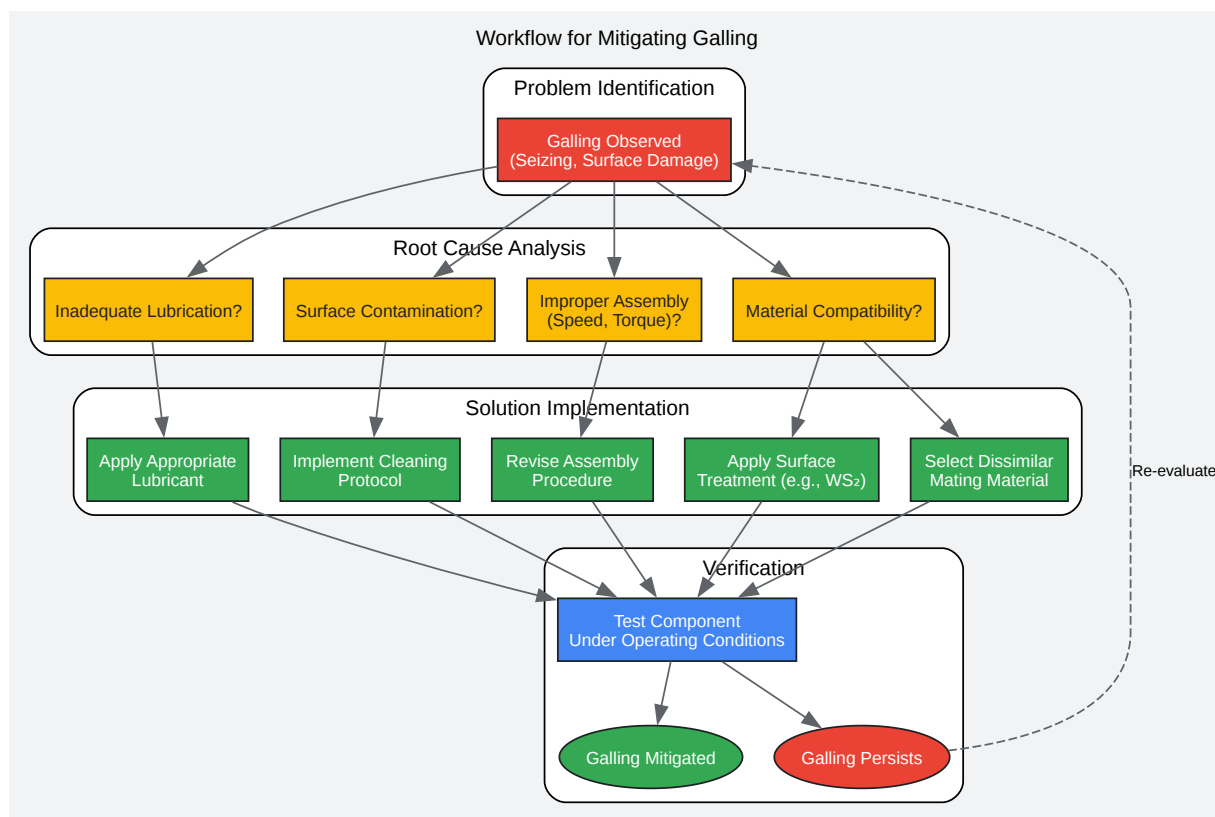 Workflow for Mitigating Galling
Problem Identification
Galling Observed
(Seizing, Surface Damage)
Root Cause Analysis
Inadequate Lubrication?
Surface Contamination?
Improper Assembly
(Speed, Torque)?
Material Compatibility?
Solution Implementation
Apply Appropriate
Lubricant
Implement Cleaning
Protocol
Revise Assembly
Procedure
Apply Surface
Treatment (e.g., WS₂)
Select Dissimilar
Mating Material
Re-evaluate
Verification
Test Component
Under Operating Conditions
Galling Mitigated
Galling Persists